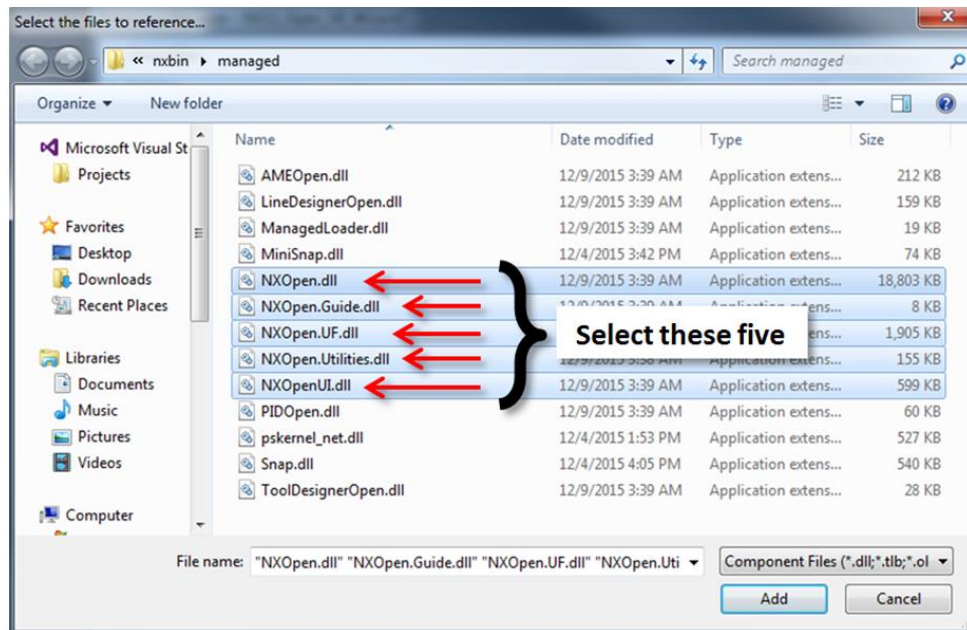 Select the files to reference...
« nxbin ▸ managed
Search managed
Organize ▾ New folder
Name Date modified Type Size
Microsoft Visual St
Projects
Favorites
Desktop
Downloads
Recent Places
Libraries
Documents
Music
Pictures
Videos
Computer
AMEOpen.dll 12/9/2015 3:39 AM Application extens... 212 KB
LineDesignerOpen.dll 12/9/2015 3:39 AM Application extens... 159 KB
ManagedLoader.dll 12/9/2015 3:39 AM Application extens... 19 KB
MiniSnap.dll 12/4/2015 3:42 PM Application extens... 74 KB
NXOpen.dll 12/9/2015 3:39 AM Application extens... 18,803 KB
NXOpen.Guide.dll 8 KB
NXOpen.UF.dll ens... 1,905 KB
NXOpen.Utilities.dll Application extens... 155 KB
NXOpenUI.dll 12/9/2015 3:39 AM Application extens... 599 KB
PIDOpen.dll 12/9/2015 3:39 AM Application extens... 60 KB
pskernel_net.dll 12/4/2015 1:53 PM Application extens... 527 KB
Snap.dll 12/4/2015 4:05 PM Application extens... 540 KB
ToolDesignerOpen.dll 12/9/2015 3:39 AM Application extens... 28 KB
Select these five
File name: "NXOpen.dll" "NXOpen.Guide.dll" "NXOpen.UF.dll" "NXOpen.Uti
Component Files (*.dll;*.tlb;*.ol
Add Cancel